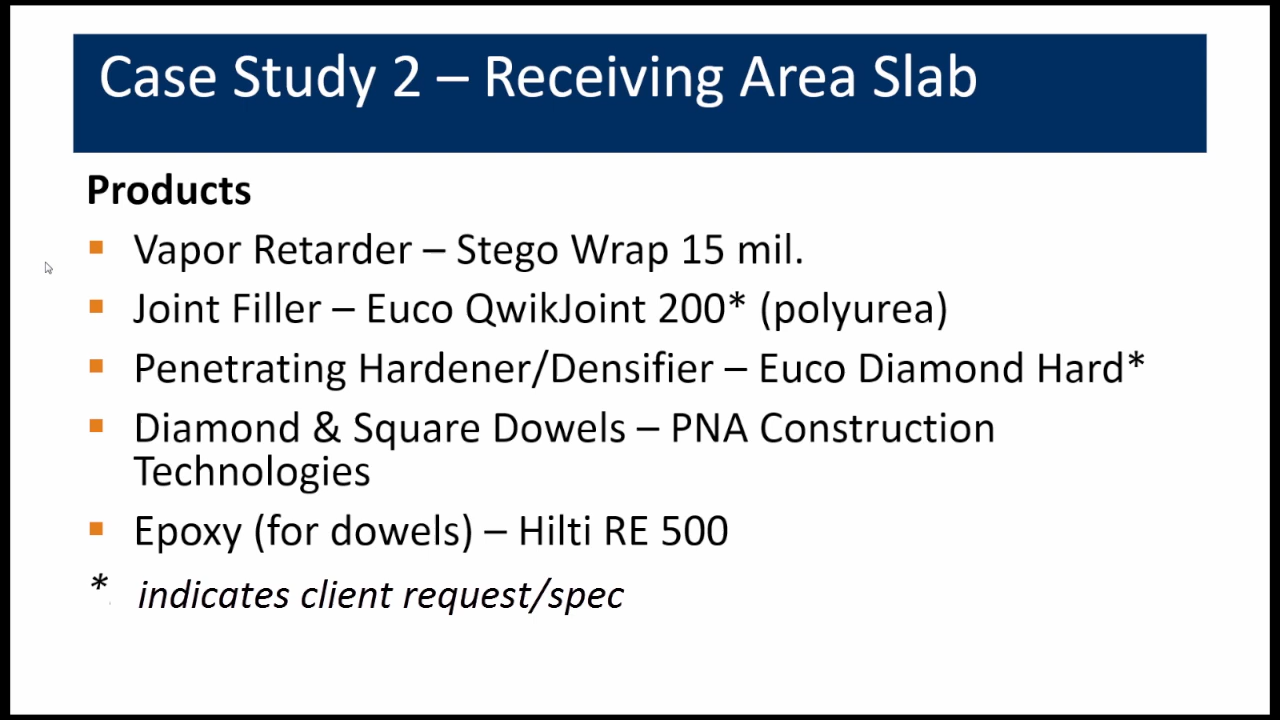 Case Study 2 – Receiving Area Slab
Products
▪ Vapor Retarder – Stego Wrap 15 mil.
▪ Joint Filler – Euco QwikJoint 200* (polyurea)
▪ Penetrating Hardener/Densifier – Euco Diamond Hard*
▪ Diamond & Square Dowels – PNA Construction
Technologies
▪ Epoxy (for dowels) – Hilti RE 500
* indicates client request/spec